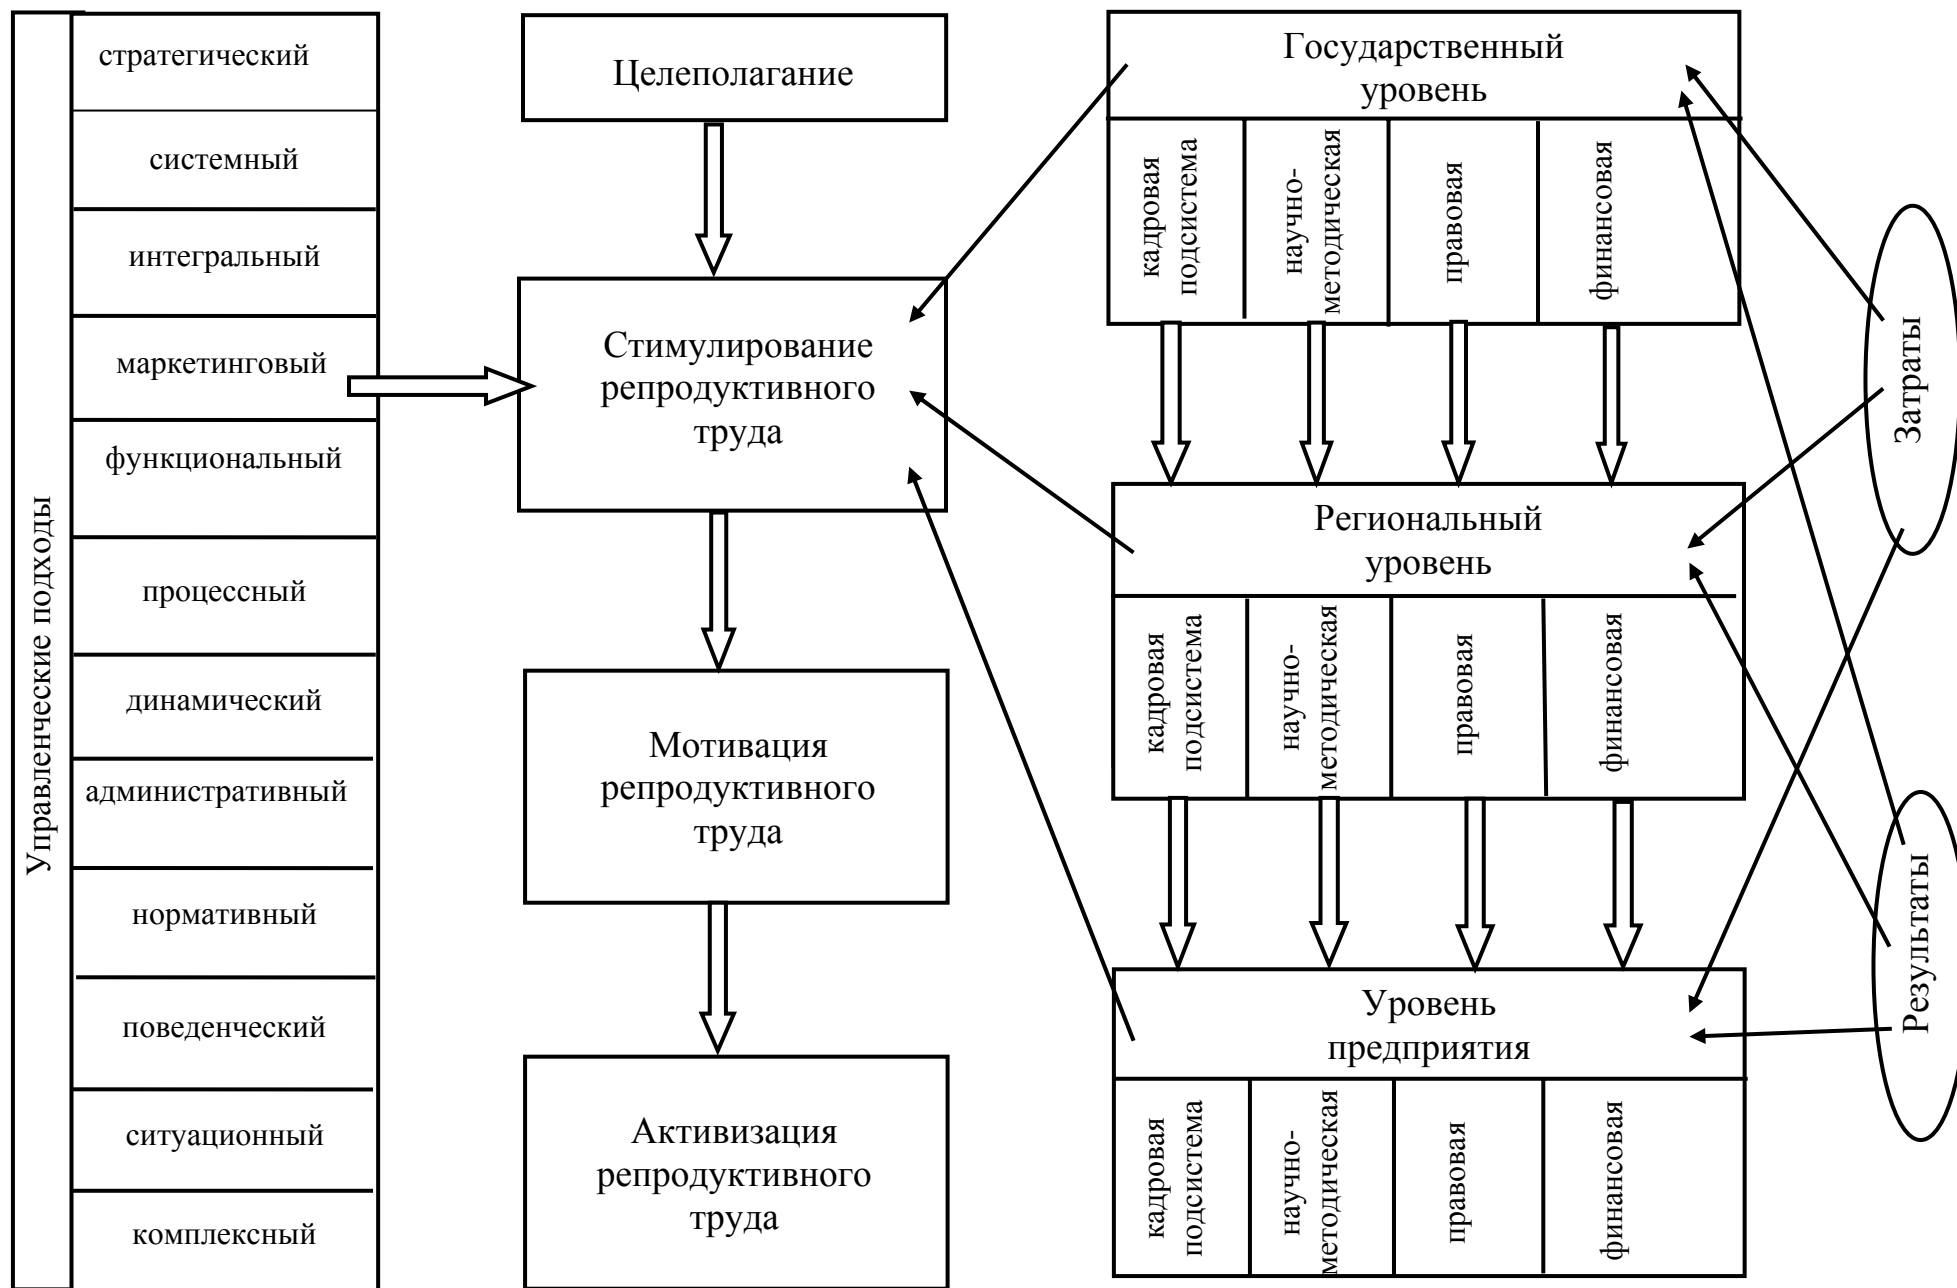 Управленческие подходы
стратегический
системный
интегральный
маркетинговый
функциональный
процессный
динамический
административный
нормативный
поведенческий
ситуационный
комплексный
Целеполагание
Стимулирование
репродуктивного
труда
Мотивация
репродуктивного
труда
Активизация
репродуктивного
труда
Государственный
уровень
кадровая
подсистема
научно-
методическая
правовая
финансовая
Региональный
уровень
кадровая
подсистема
научно-
методическая
правовая
финансовая
Уровень
предприятия
кадровая
подсистема
научно-
методическая
правовая
финансовая
Затраты
Результаты